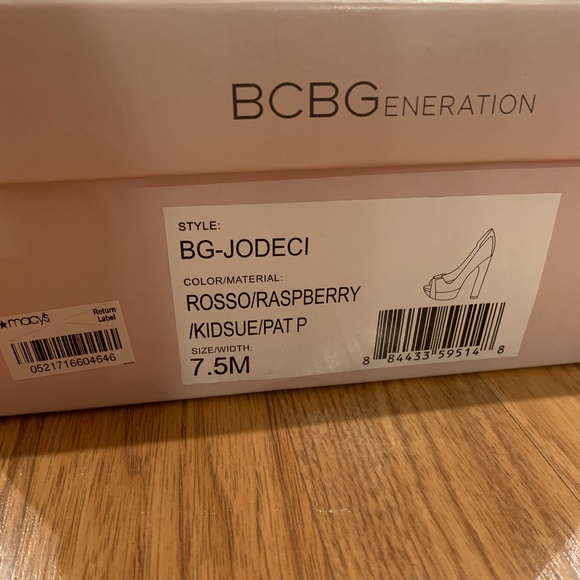 BCBGENERATION
STYLE:
BG-JODECI
COLOR/MATERIAL:
ROSSO/RASPBERRY
/KIDSUE/PAT P
SIZE/WIDTH:
7.5M
8 84433 59514 8
★macy's
Return
Label
0521716604646